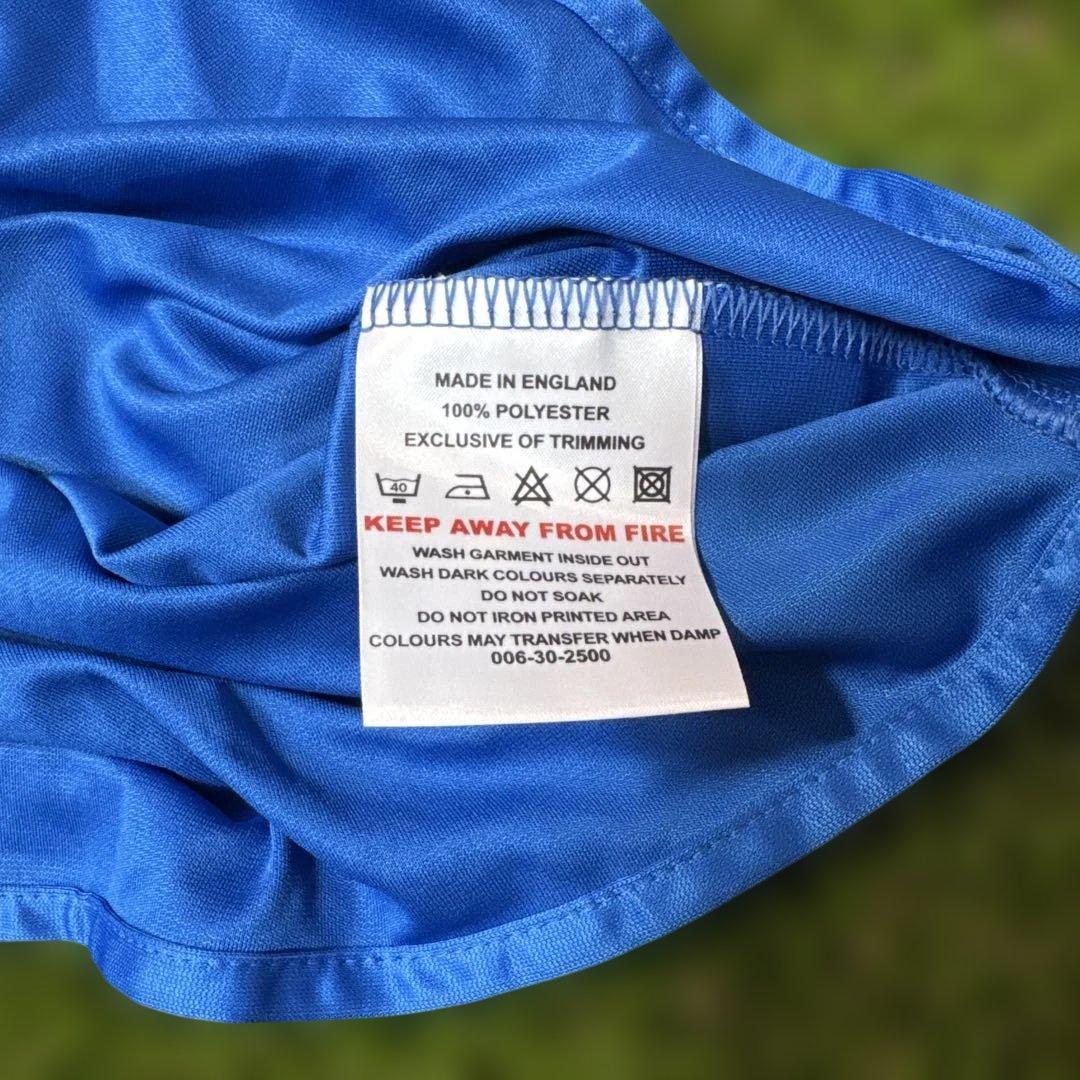 MADE IN ENGLAND
100% POLYESTER
EXCLUSIVE OF TRIMMING
40
KEEP AWAY FROM FIRE
WASH GARMENT INSIDE OUT
WASH DARK COLOURS SEPARATELY
DO NOT SOAK
DO NOT IRON PRINTED AREA
COLOURS MAY TRANSFER WHEN DAMP
006-30-2500